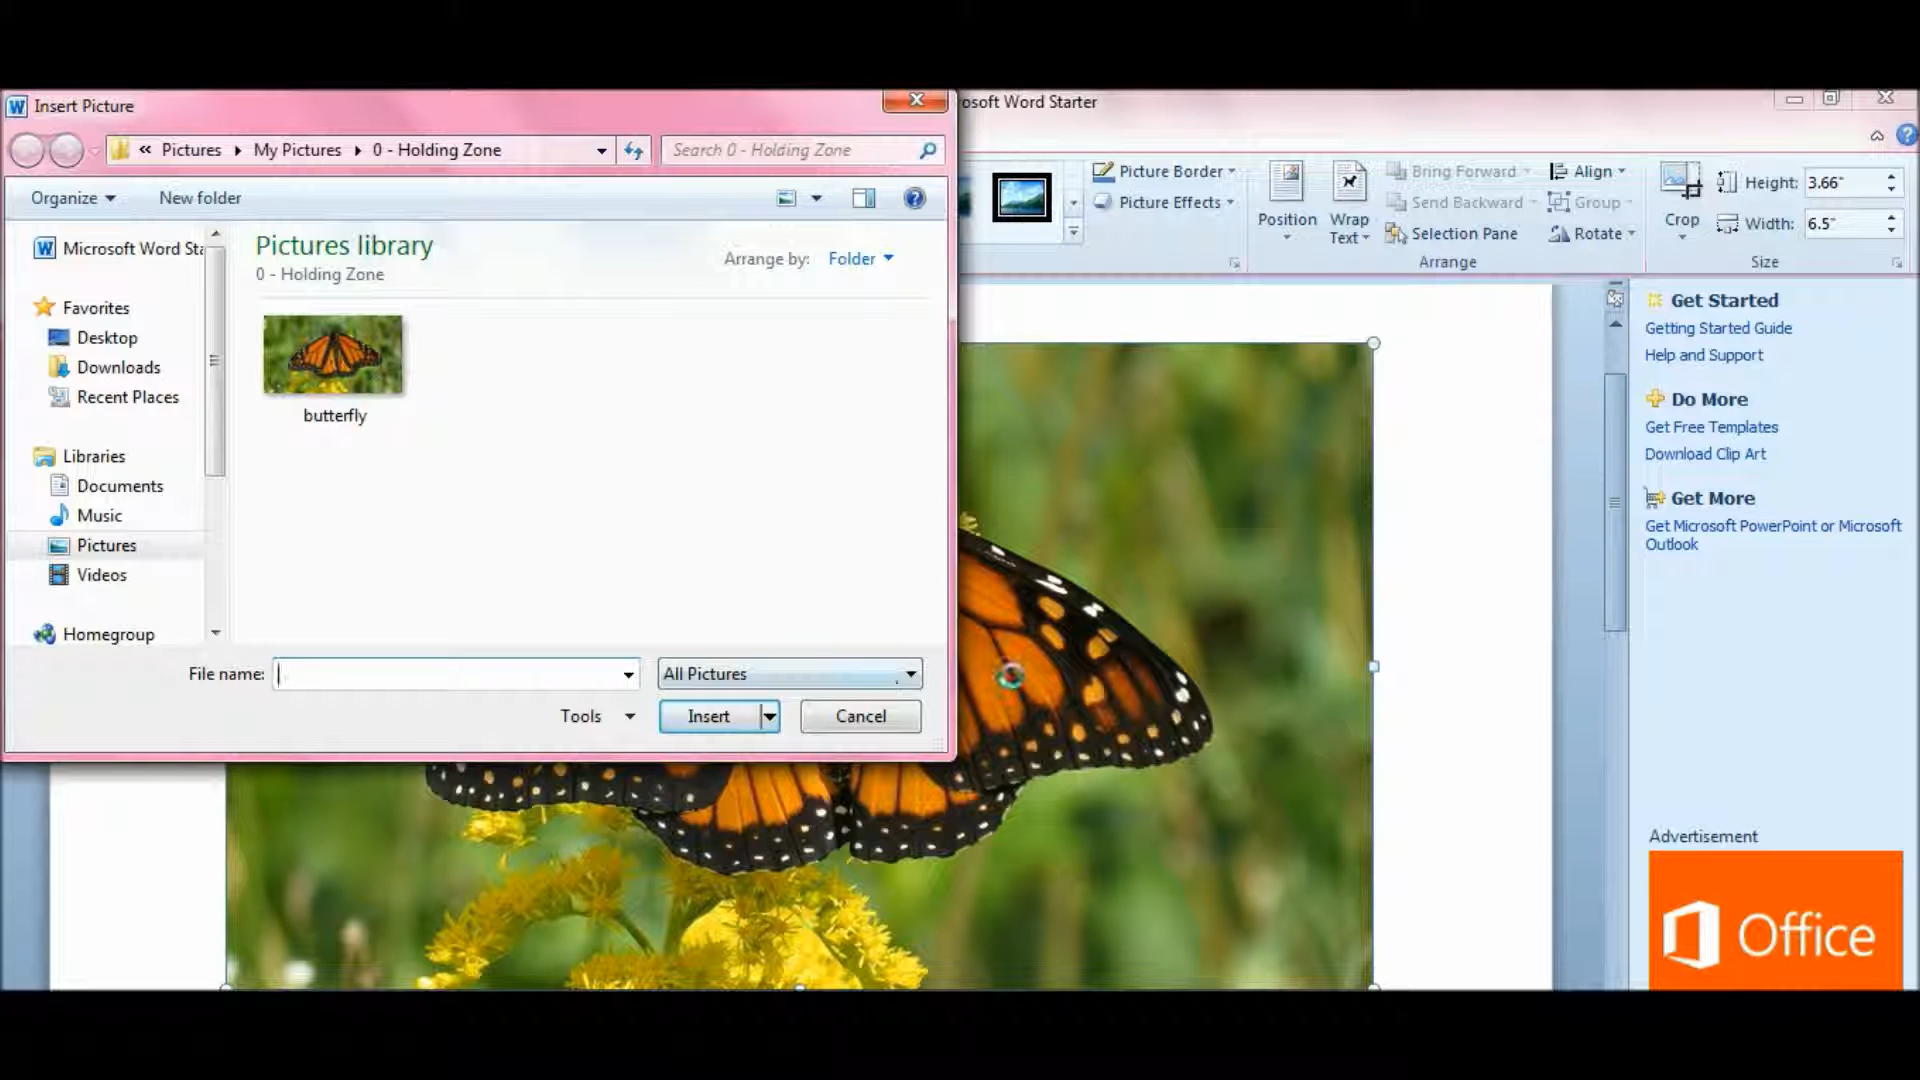 Insert Picture
« Pictures My Pictures 0 - Holding Zone
Search 0 - Holding Zone
Organize
New folder
Microsoft Word Sta
Favorites
Desktop
Downloads
Recent Places
Libraries
Documents
Music
Pictures
Videos
Homegroup
Pictures library
0 - Holding Zone
Arrange by: Folder
butterfly
File name:
All Pictures
Tools
Insert
Cancel
osoft Word Starter
Picture Border
Picture Effects
Position
Wrap
Text
Bring Forward
Send Backward
Selection Pane
Align
Group
Rotate
Arrange
Crop
Height: 3.66"
Width: 6.5"
Size
Get Started
Getting Started Guide
Help and Support
Do More
Get Free Templates
Download Clip Art
Get More
Get Microsoft PowerPoint or Microsoft
Outlook
Advertisement
Office